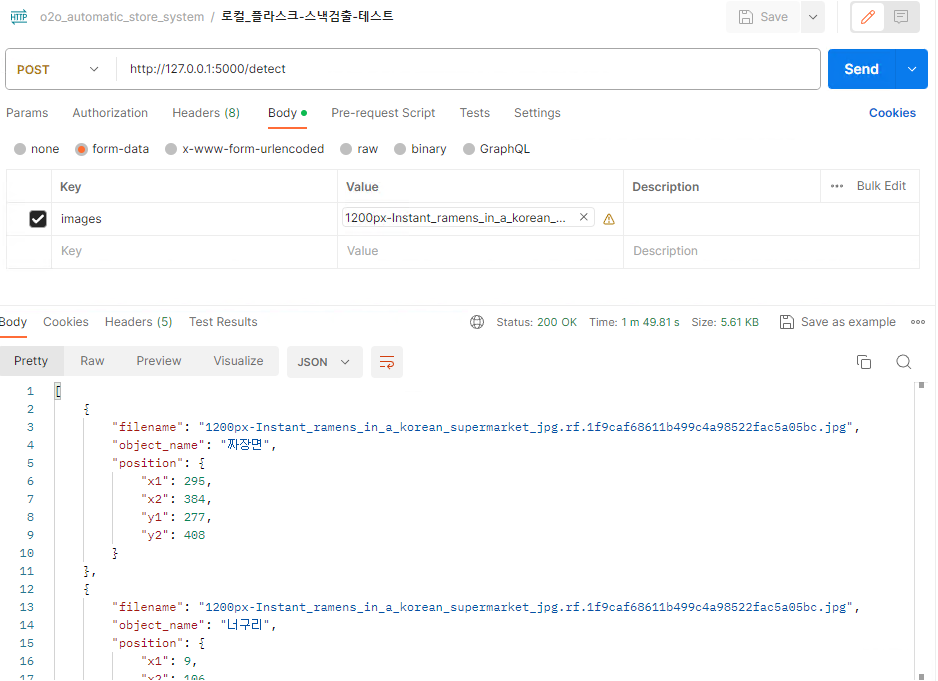 HTTP o2o_automatic_store_system / 로컬_플라스크-스낵검출-테스트 Save
POST http://127.0.0.1:5000/detect Send
Params Authorization Headers (8) Body Pre-request Script Tests Settings Cookies
none form-data x-www-form-urlencoded raw binary GraphQL
Key Value Description Bulk Edit
images 1200px-Instant_ramens_in_a_korean_...
Key Value Description
Body Cookies Headers (5) Test Results Status: 200 OK Time: 1 m 49.81 s Size: 5.61 KB Save as example
Pretty Raw Preview Visualize JSON
1 [
2 {
3 "filename": "1200px-Instant_ramens_in_a_korean_supermarket_jpg.rf.1f9caf68611b499c4a98522fac5a05bc.jpg",
4 "object_name": "짜장면",
5 "position": {
6 "x1": 295,
7 "x2": 384,
8 "y1": 277,
9 "y2": 408
10 }
11 },
12 {
13 "filename": "1200px-Instant_ramens_in_a_korean_supermarket_jpg.rf.1f9caf68611b499c4a98522fac5a05bc.jpg",
14 "object_name": "너구리",
15 "position": {
16 "x1": 9,
17 "x2": 106